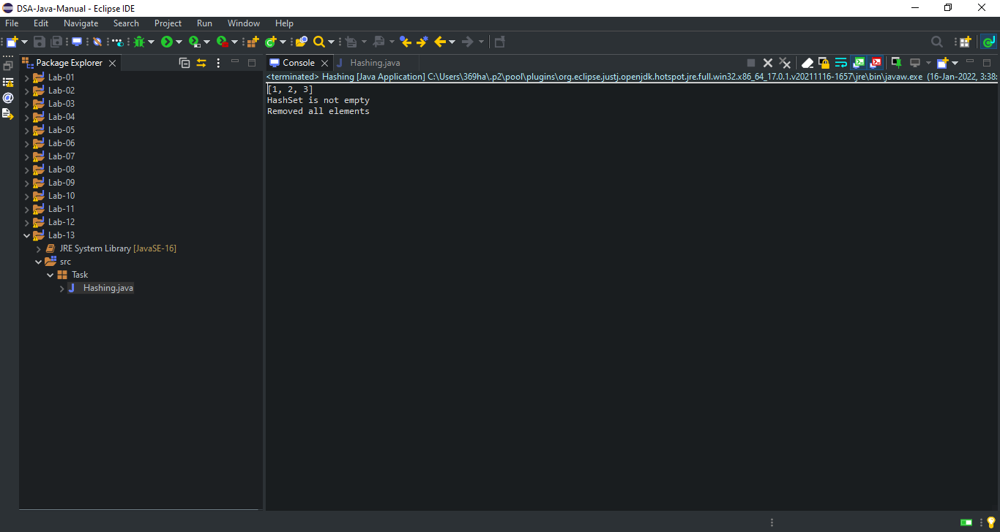 DSA-Java-Manual - Eclipse IDE
File Edit Navigate Search Project Run Window Help
Package Explorer
Lab-01
Lab-02
Lab-03
Lab-04
Lab-05
Lab-06
Lab-07
Lab-08
Lab-09
Lab-10
Lab-11
Lab-12
Lab-13
JRE System Library [JavaSE-16]
src
Task
Hashing.java
Console Hashing.java
<terminated> Hashing [Java Application] C:\Users\369ha\.p2\pool\plugins\org.eclipse.justj.openjdk.hotspot.jre.full.win32.x86_64_17.0.1.v20211116-1657\jre\bin\javaw.exe (16-Jan-2022, 3:38:
[1, 2, 3]
HashSet is not empty
Removed all elements